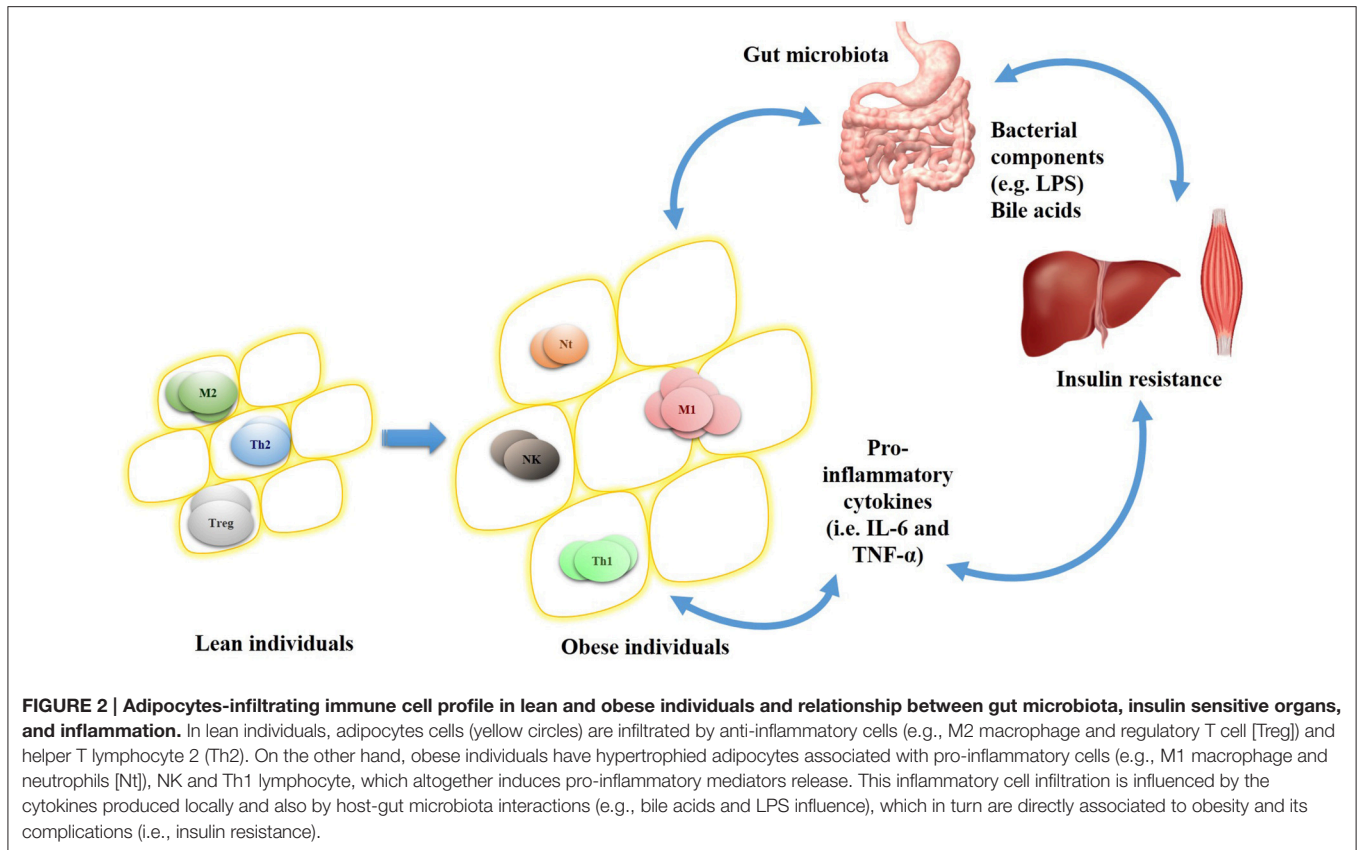 Gut microbiota
Bacterial
components
(e.g. LPS)
Bile acids
Nt
M2
M1
Insulin resistance
Th2
NK
Pro-
inflammatory
cytokines
(i.e. IL-6 and
TNF-α)
Treg
Th1
Lean individuals
Obese individuals
FIGURE 2 | Adipocytes-infiltrating immune cell profile in lean and obese individuals and relationship between gut microbiota, insulin sensitive organs,
and inflammation. In lean individuals, adipocytes cells (yellow circles) are infiltrated by anti-inflammatory cells (e.g., M2 macrophage and regulatory T cell [Treg]) and
helper T lymphocyte 2 (Th2). On the other hand, obese individuals have hypertrophied adipocytes associated with pro-inflammatory cells (e.g., M1 macrophage and
neutrophils [Nt]), NK and Th1 lymphocyte, which altogether induces pro-inflammatory mediators release. This inflammatory cell infiltration is influenced by the
cytokines produced locally and also by host-gut microbiota interactions (e.g., bile acids and LPS influence), which in turn are directly associated to obesity and its
complications (i.e., insulin resistance).